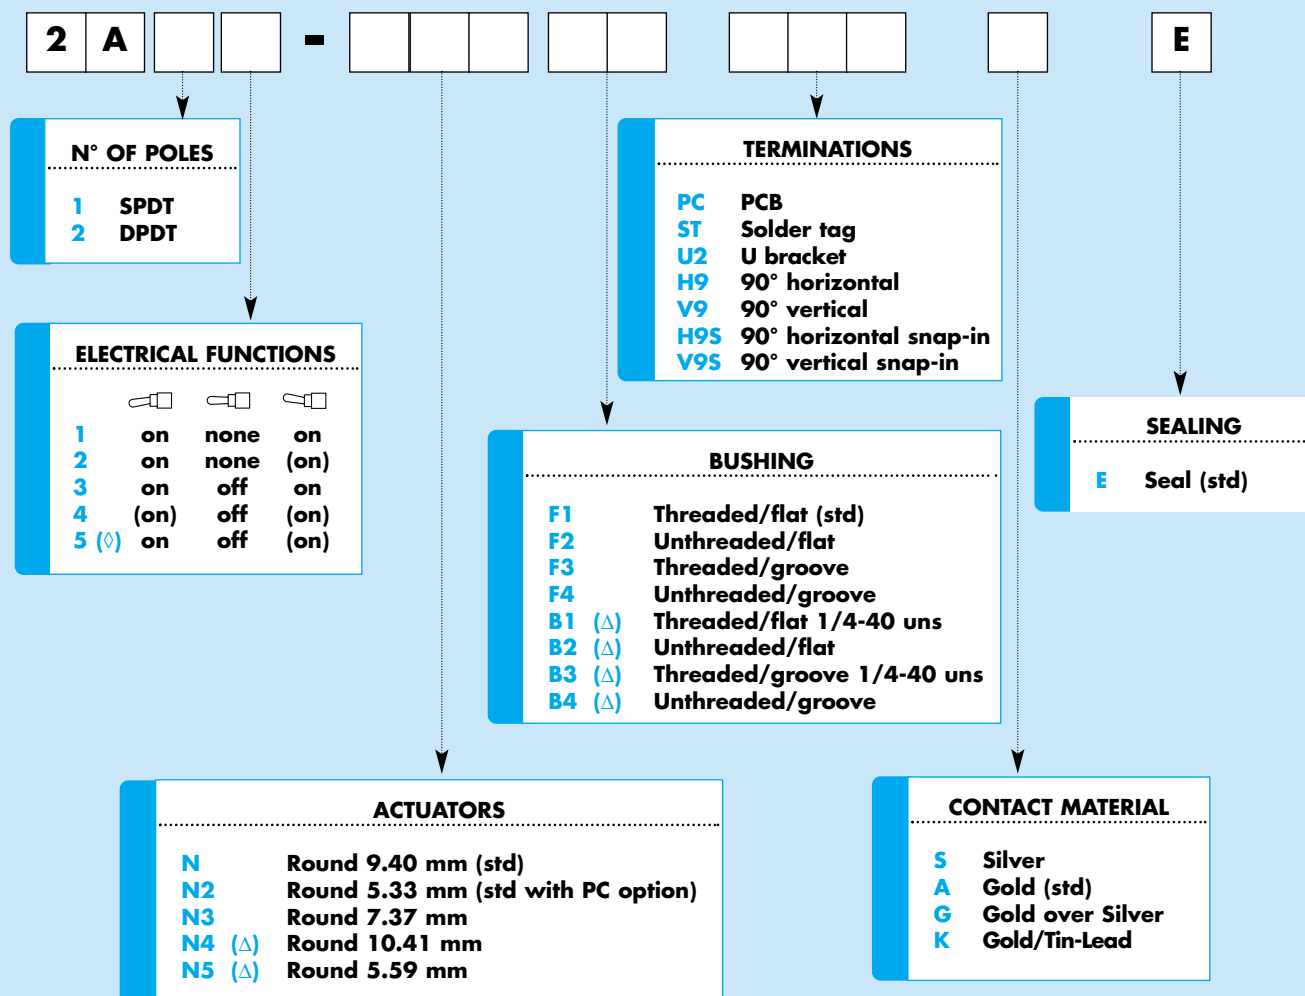 2 A - E
N° OF POLES
1 SPDT
2 DPDT
ELECTRICAL FUNCTIONS
1 on none on
2 on none (on)
3 on off on
4 (on) off (on)
5 (◊) on off (on)
TERMINATIONS
PC PCB
ST Solder tag
U2 U bracket
H9 90° horizontal
V9 90° vertical
H9S 90° horizontal snap-in
V9S 90° vertical snap-in
SEALING
E Seal (std)
BUSHING
F1 Threaded/flat (std)
F2 Unthreaded/flat
F3 Threaded/groove
F4 Unthreaded/groove
B1 (Δ) Threaded/flat 1/4-40 uns
B2 (Δ) Unthreaded/flat
B3 (Δ) Threaded/groove 1/4-40 uns
B4 (Δ) Unthreaded/groove
ACTUATORS
N Round 9.40 mm (std)
N2 Round 5.33 mm (std with PC option)
N3 Round 7.37 mm
N4 (Δ) Round 10.41 mm
N5 (Δ) Round 5.59 mm
CONTACT MATERIAL
S Silver
A Gold (std)
G Gold over Silver
K Gold/Tin-Lead